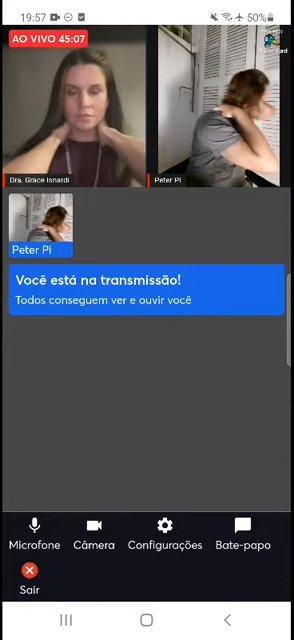 19:57
50%
AO VIVO 45:07
Dra. Grace Isnardi
Peter Pi
Peter Pi
Você está na transmissão!
Todos conseguem ver e ouvir você
Microfone
Câmera
Configurações
Bate-papo
Sair